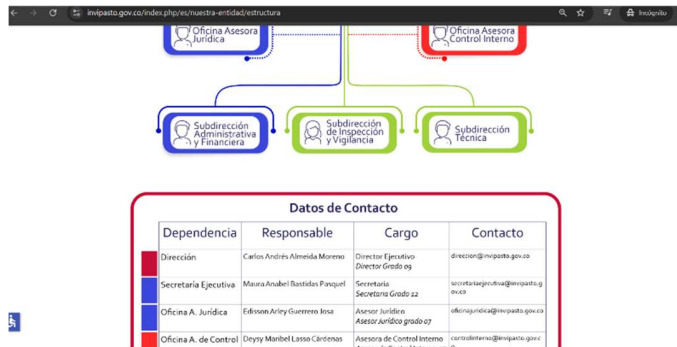 invipasto.gov.co/index.php/es/nuestra-entidad/estructura
Incógnito
Oficina Asesora
Jurídica
Oficina Asesora
Control Interno
Subdirección
Administrativa
y Financiera
Subdirección
de Inspección
y Vigilancia
Subdirección
Técnica
Datos de Contacto
Dependencia Responsable Cargo Contacto
Dirección Carlos Andrés Almeida Moreno Director Ejecutivo direccion@invipasto.gov.co
Director Grado 09
Secretaría Ejecutiva Maura Anabel Bastidas Pasquel Secretaria secretariaejecutiva@invipasto.g
Secretaria Grado 22 ov.co
Oficina A. Jurídica Edisson Arley Guerrero Josa Asesor Jurídico oficinajuridica@invipasto.gov.co
Asesor Jurídico grado 07
Oficina A. de Control Deysy Maribel Lasso Cárdenas Asesora de Control Interno controlinterno@invipasto.gov.c